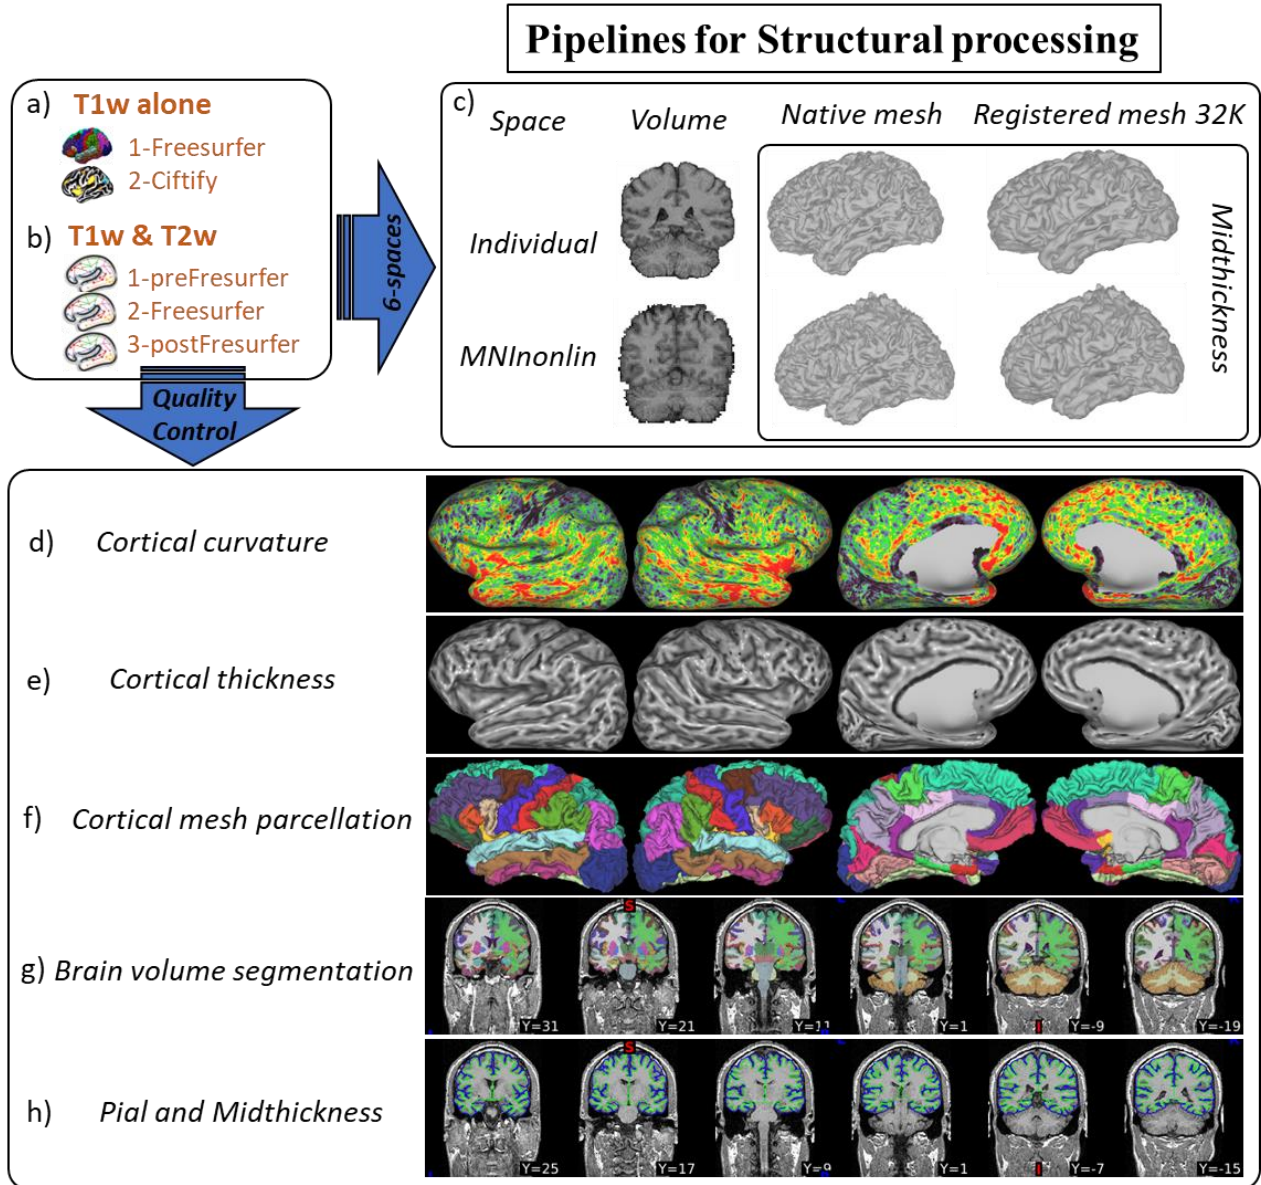 Pipelines for Structural processing
a) T1w alone
1-Freesurfer
2-Ciftify
b) T1w & T2w
1-preFresurfer
2-Freesurfer
3-postFresurfer
6-spaces
Quality
Control
c) Space Volume Native mesh Registered mesh 32K
Individual
MNInonlin
Midthickness
d) Cortical curvature
e) Cortical thickness
f) Cortical mesh parcellation
g) Brain volume segmentation
S
Y=31 Y=21 Y=11 Y=1 I Y=-9 Y=-19
h) Pial and Midthickness
S
Y=25 Y=17 Y=9 Y=1 I Y=-7 Y=-15